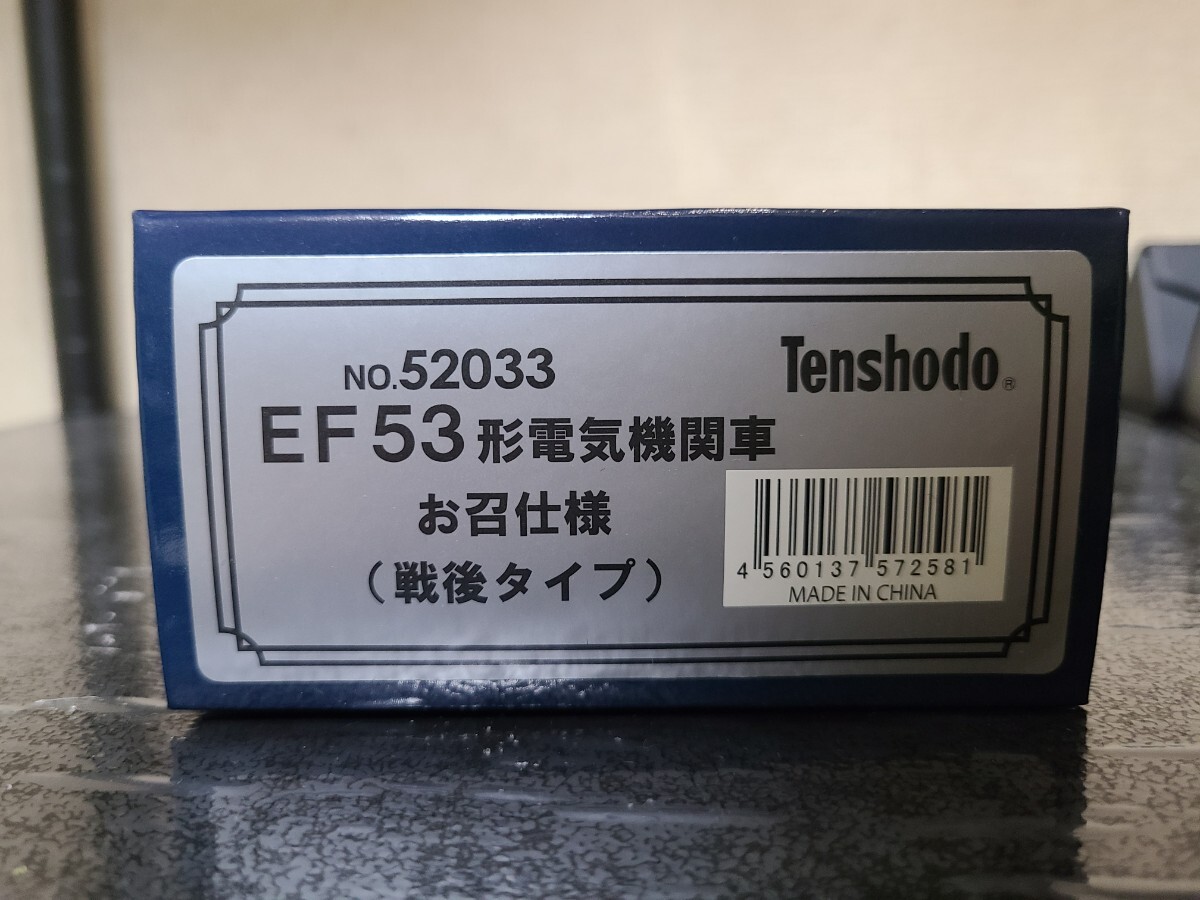 NO.52033
Tenshodo®
EF53形電気機関車
お召仕様
（戦後タイプ）
4 560137 572581
MADE IN CHINA